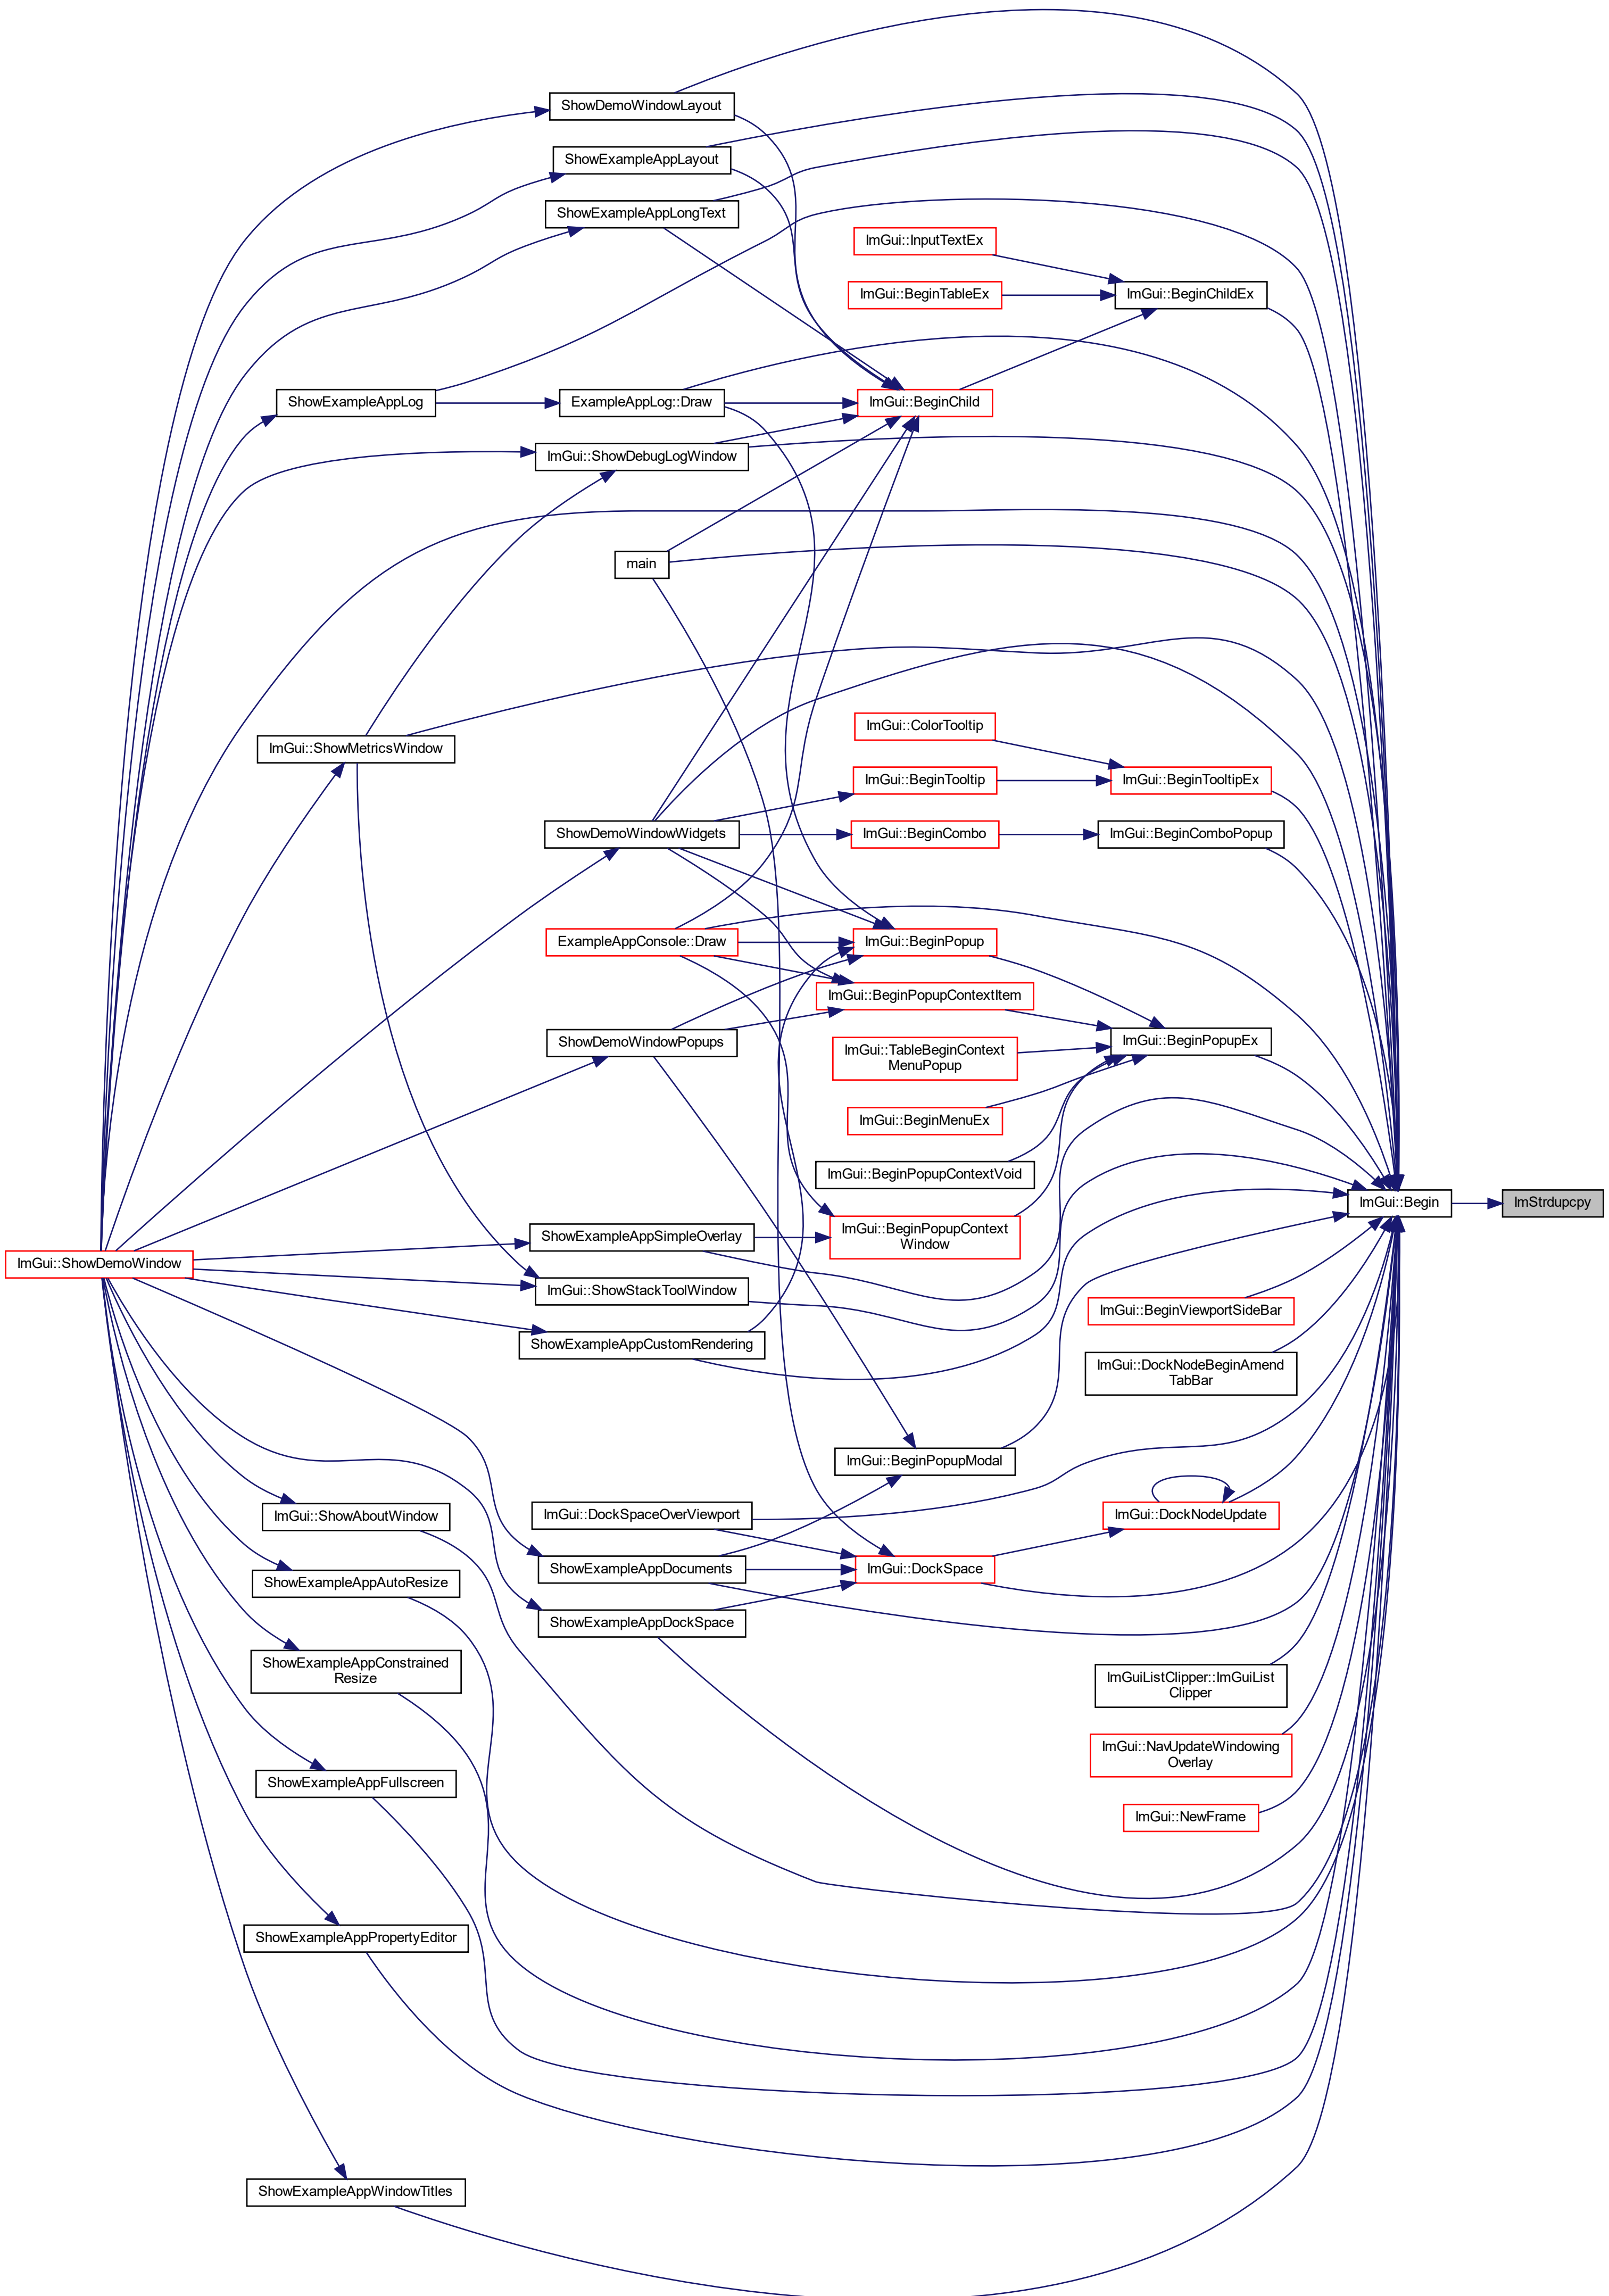 ShowDemoWindowLayout
ShowExampleAppLayout
ShowExampleAppLongText
ImGui::InputTextEx
ImGui::BeginTableEx
ImGui::BeginChildEx
ShowExampleAppLog
ExampleAppLog::Draw
ImGui::BeginChild
ImGui::ShowDebugLogWindow
main
ImGui::ColorTooltip
ImGui::ShowMetricsWindow
ImGui::BeginTooltip
ImGui::BeginTooltipEx
ShowDemoWindowWidgets
ImGui::BeginCombo
ImGui::BeginComboPopup
ExampleAppConsole::Draw
ImGui::BeginPopup
ImGui::BeginPopupContextItem
ShowDemoWindowPopups
ImGui::TableBeginContext
MenuPopup
ImGui::BeginPopupEx
ImGui::BeginMenuEx
ImGui::BeginPopupContextVoid
ImGui::Begin
ImStrdupcpy
ShowExampleAppSimpleOverlay
ImGui::BeginPopupContext
Window
ImGui::ShowDemoWindow
ImGui::ShowStackToolWindow
ImGui::BeginViewportSideBar
ShowExampleAppCustomRendering
ImGui::DockNodeBeginAmend
TabBar
ImGui::BeginPopupModal
ImGui::ShowAboutWindow
ImGui::DockSpaceOverViewport
ImGui::DockNodeUpdate
ShowExampleAppAutoResize
ShowExampleAppDocuments
ImGui::DockSpace
ShowExampleAppDockSpace
ShowExampleAppConstrained
Resize
ImGuiListClipper::ImGuiList
Clipper
ImGui::NavUpdateWindowing
Overlay
ShowExampleAppFullscreen
ImGui::NewFrame
ShowExampleAppPropertyEditor
ShowExampleAppWindowTitles